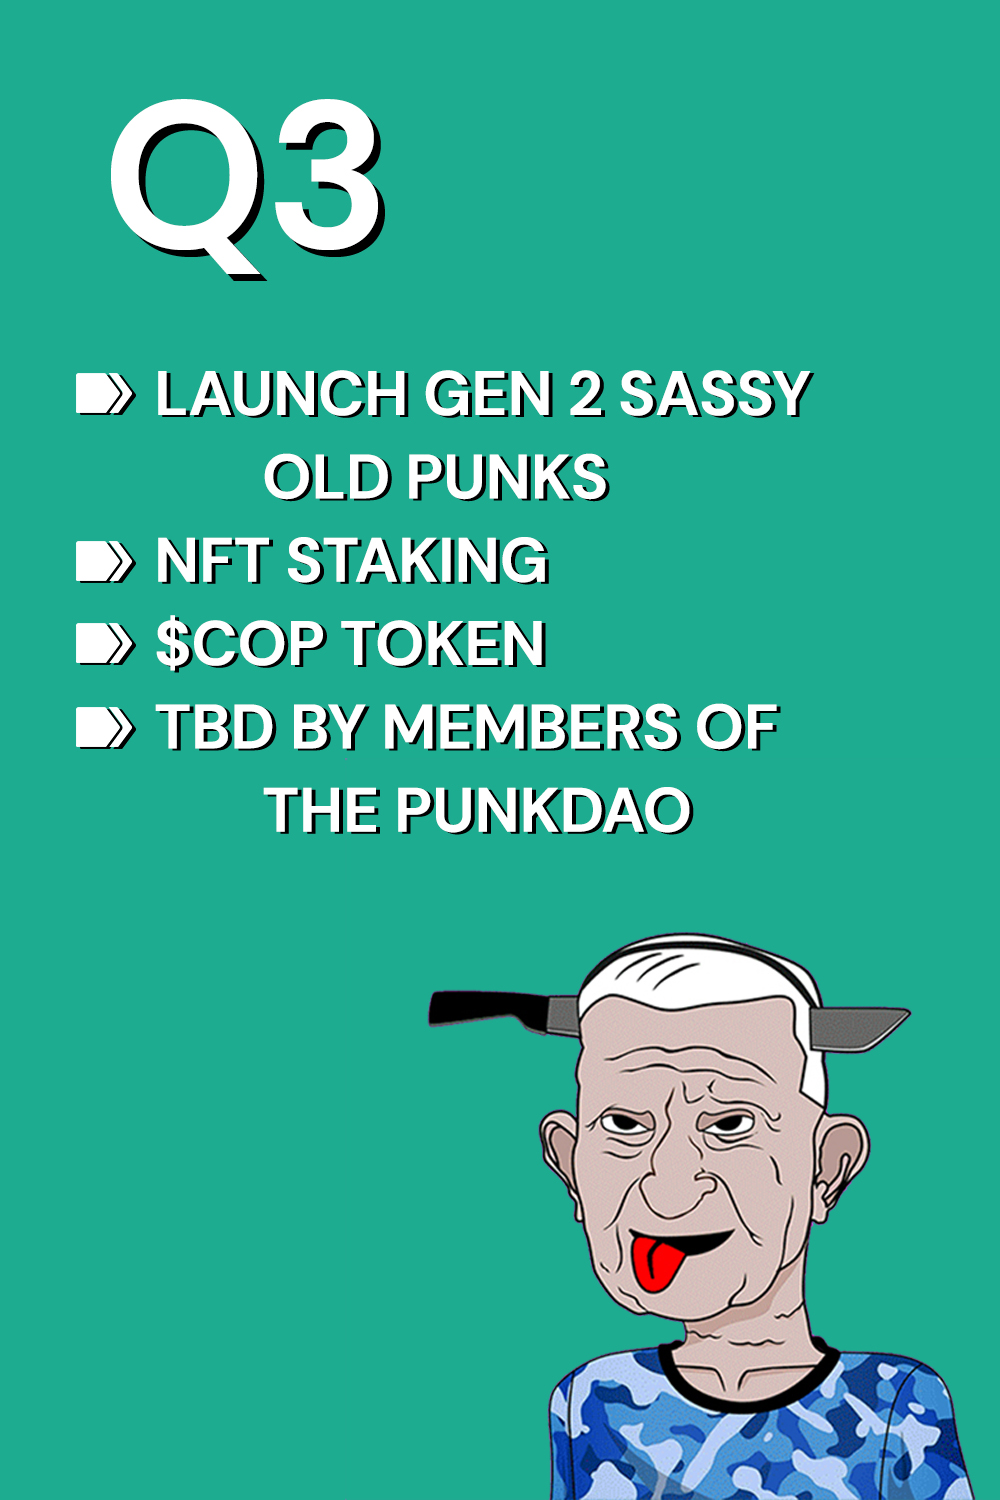 Q3
LAUNCH GEN 2 SASSY
OLD PUNKS
NFT STAKING
$COP TOKEN
TBD BY MEMBERS OF
THE PUNKDAO